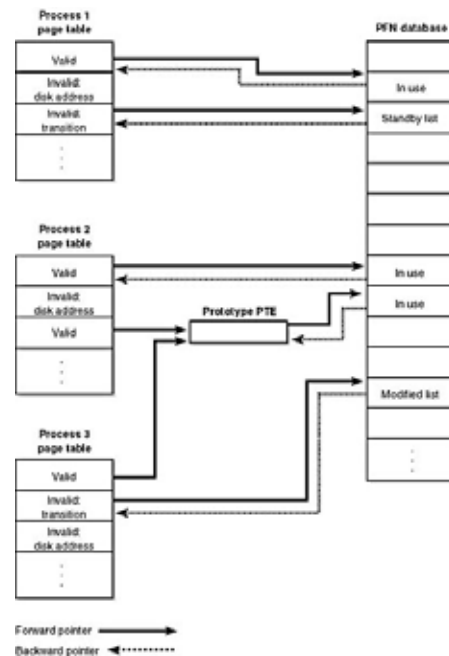 Process 1
page table
Valid
Invalid:
disk address
Invalid:
transition
PFN database
In use
Standby list
Process 2
page table
Valid
Invalid:
disk address
Valid
Prototype PTE
In use
In use
Modified list
Process 3
page table
Valid
Invalid:
transition
Invalid:
disk address
Forward pointer
Backward pointer